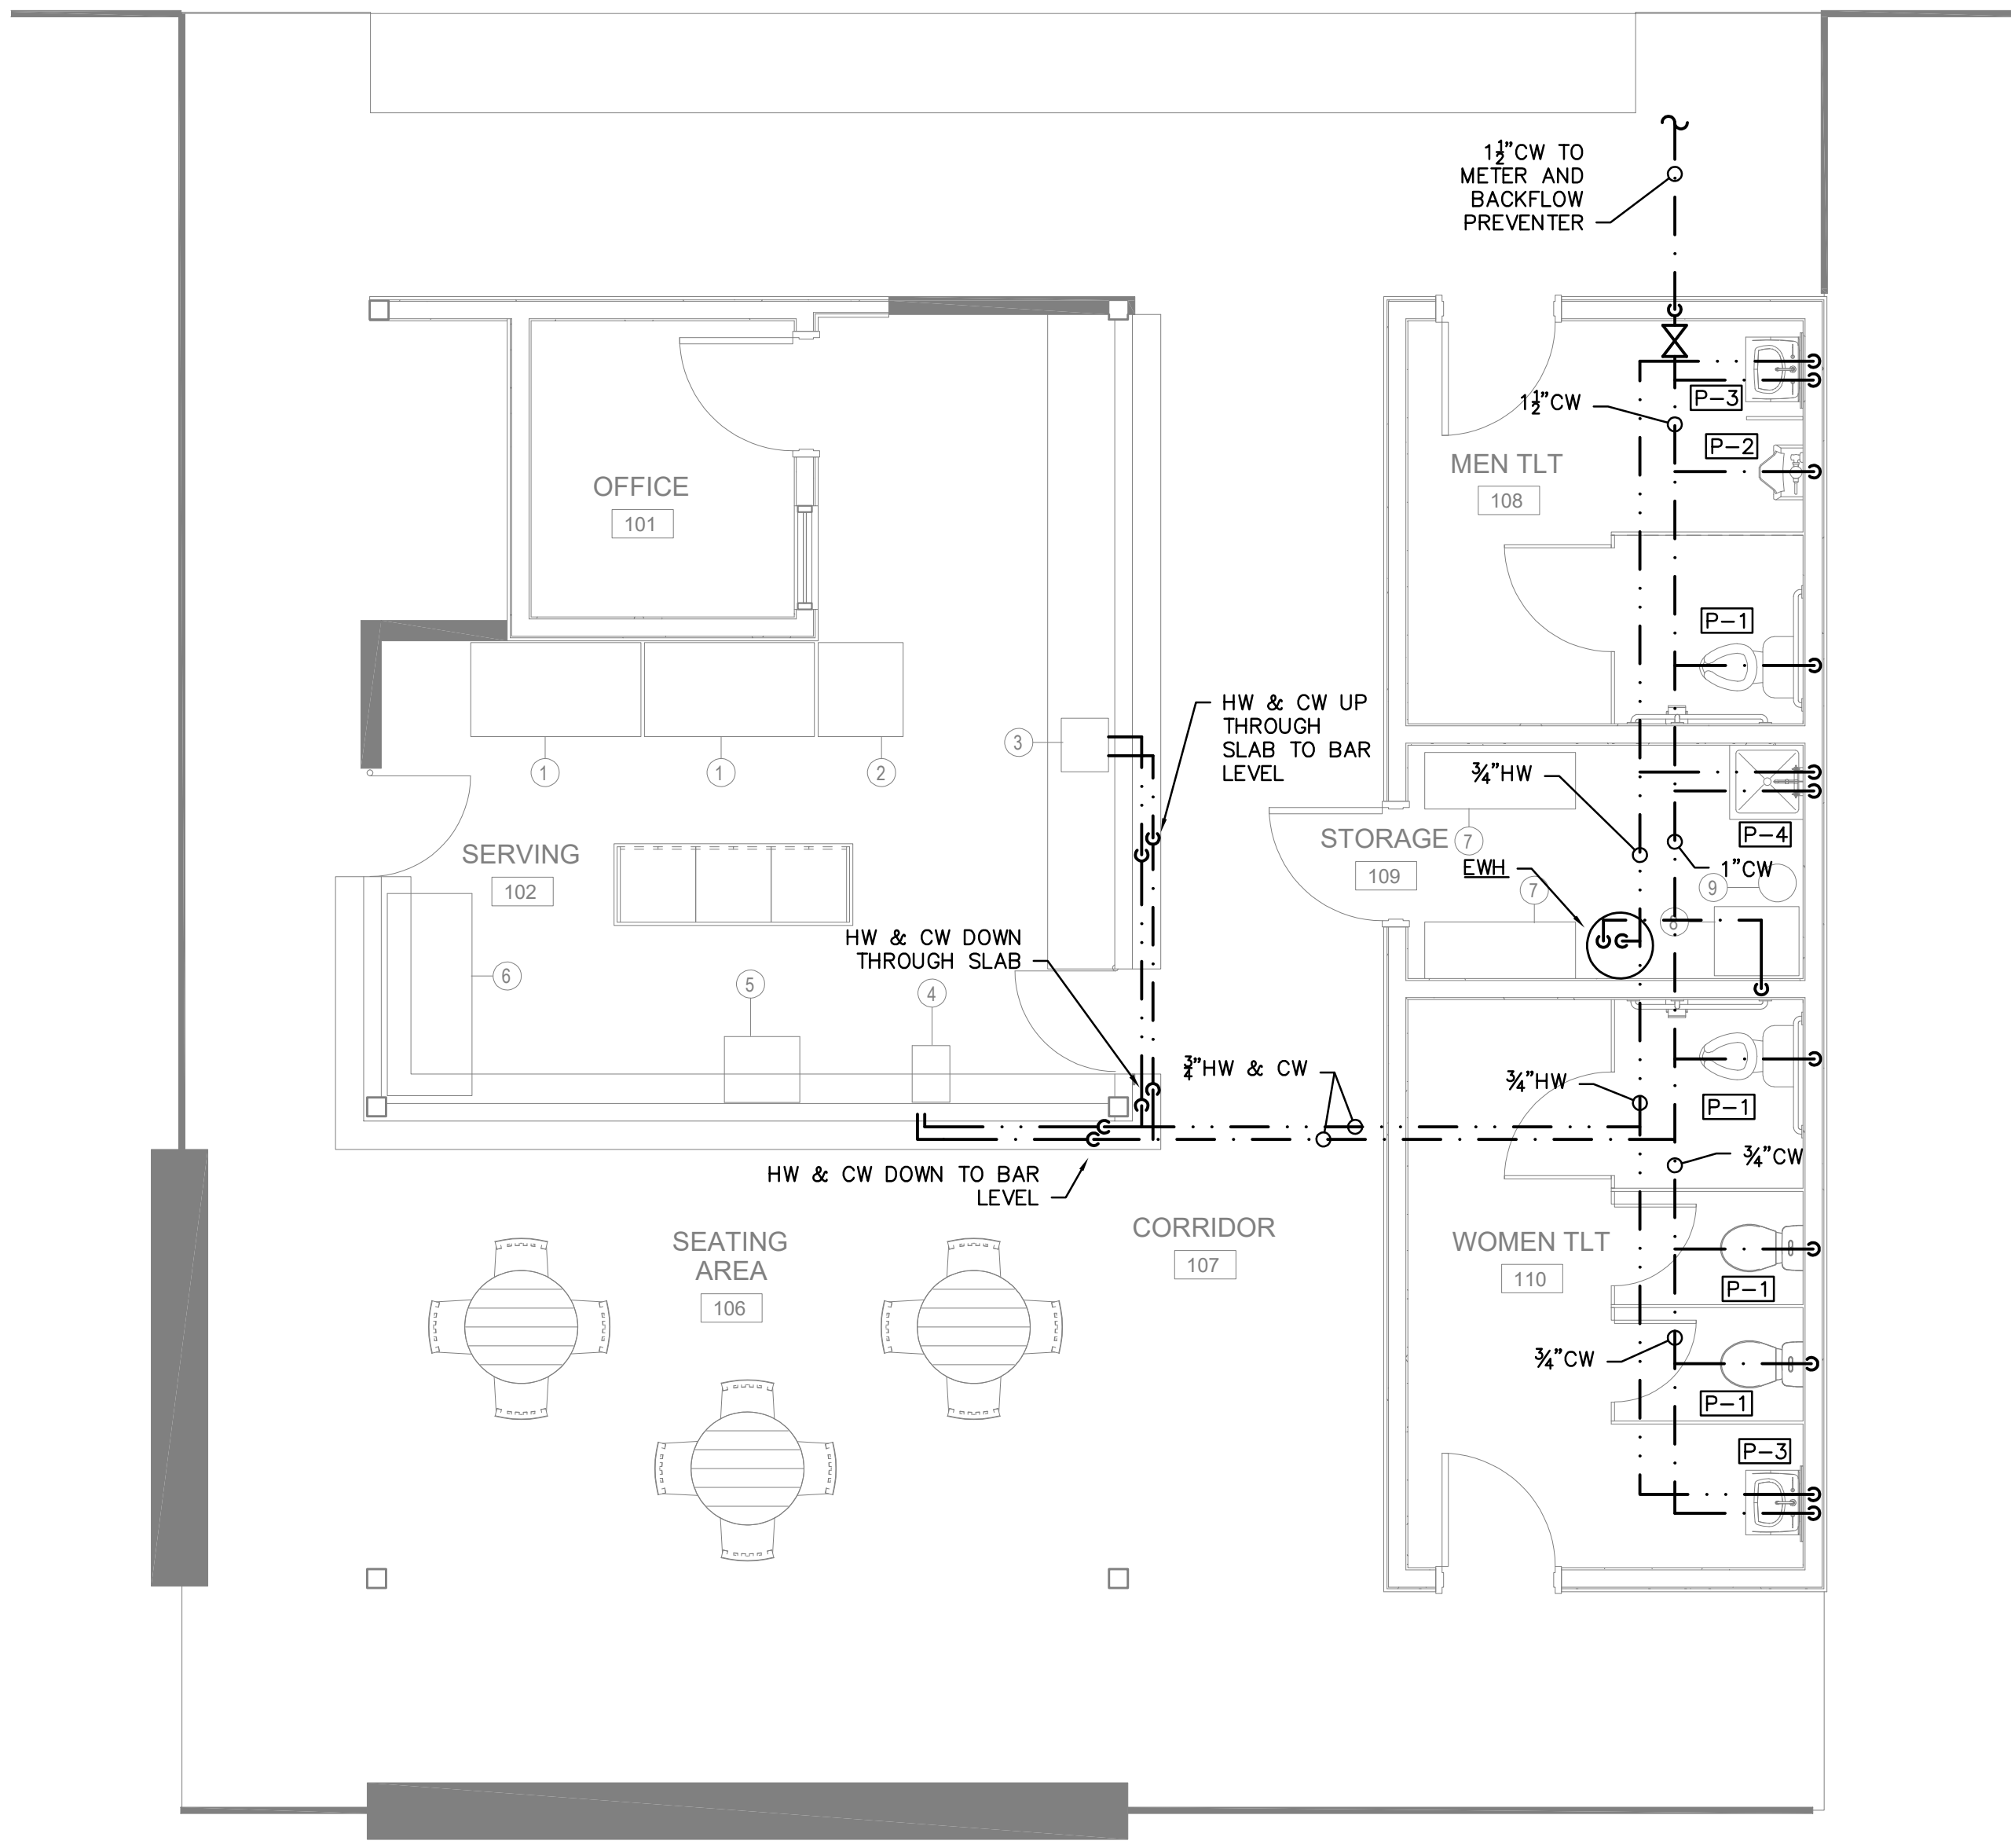 1½"CW TO
METER AND
BACKFLOW
PREVENTER
P-3
1½"CW
P-2
MEN TLT
108
OFFICE
101
P-1
HW & CW UP
THROUGH
SLAB TO BAR
LEVEL
3
1
1
2
¾"HW
STORAGE
7
109
P-4
1"CW
EWH
7
9
8
SERVING
102
HW & CW DOWN
THROUGH SLAB
6
5
4
¾"HW & CW
¾"HW
P-1
¾"CW
HW & CW DOWN TO BAR
LEVEL
SEATING
AREA
106
CORRIDOR
107
WOMEN TLT
110
P-1
¾"CW
P-1
P-3